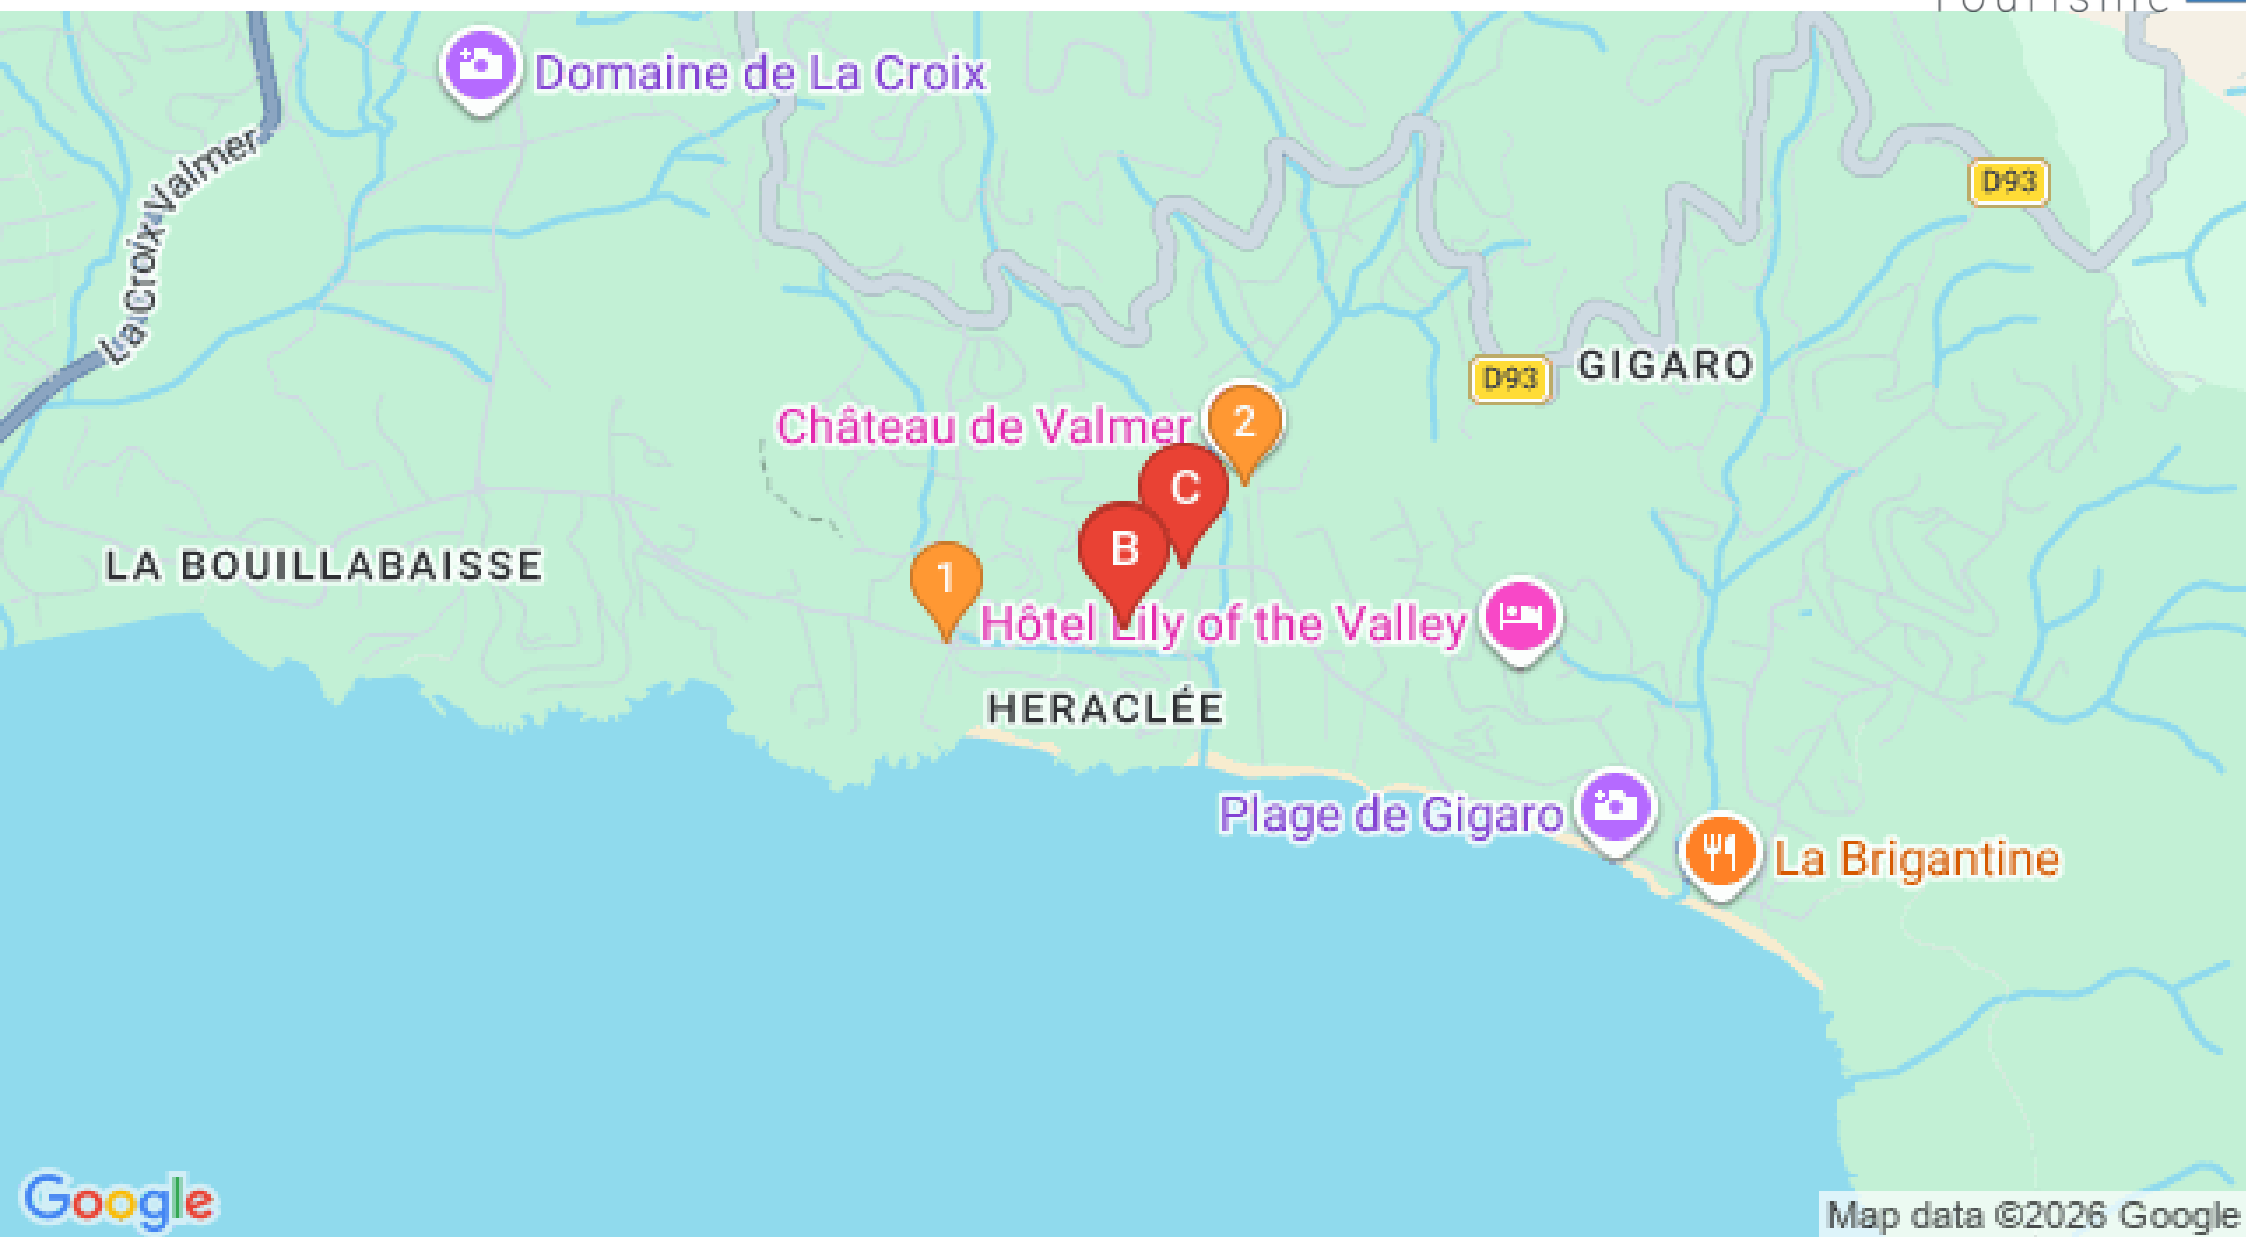 Tourisme
Domaine de La Croix
La Croix-Valmer
D93
GIGARO
D93
Château de Valmer
2
C
B
1
LA BOUILLABAISSE
Hôtel Lily of the Valley
HERACLÉE
Plage de Gigaro
La Brigantine
Google
Map data ©2026 Google